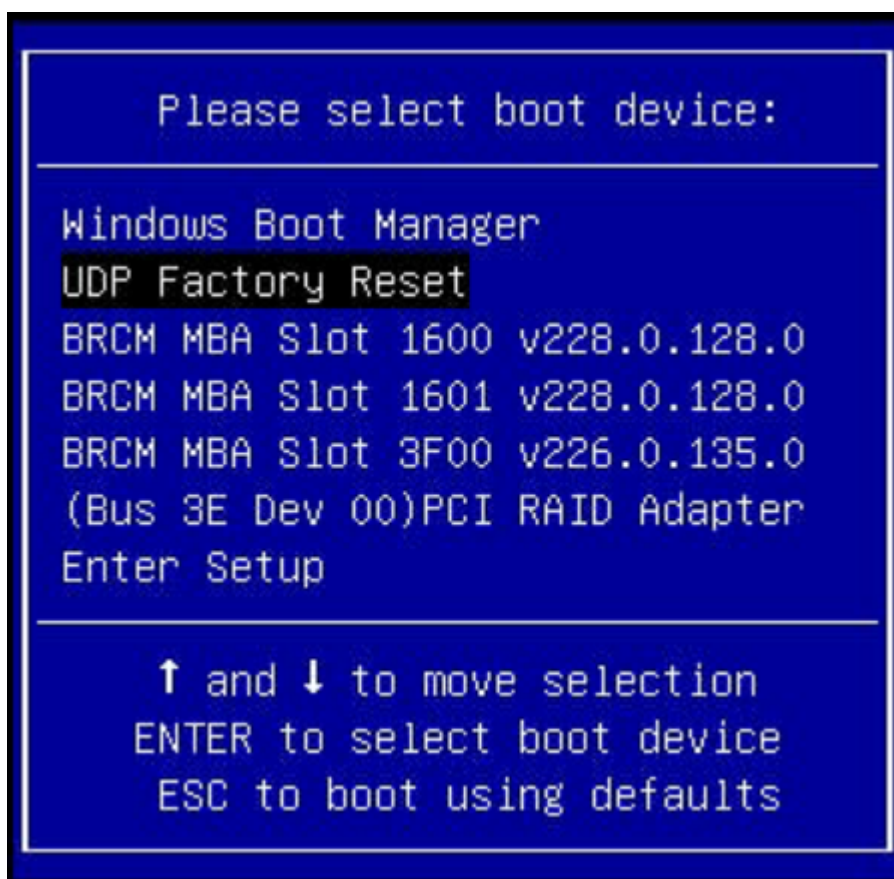 Please select boot device:
Windows Boot Manager
UDP Factory Reset
BRCM MBA Slot 1600 v228.0.128.0
BRCM MBA Slot 1601 v228.0.128.0
BRCM MBA Slot 3F00 v226.0.135.0
(Bus 3E Dev 00)PCI RAID Adapter
Enter Setup
↑ and ↓ to move selection
ENTER to select boot device
ESC to boot using defaults